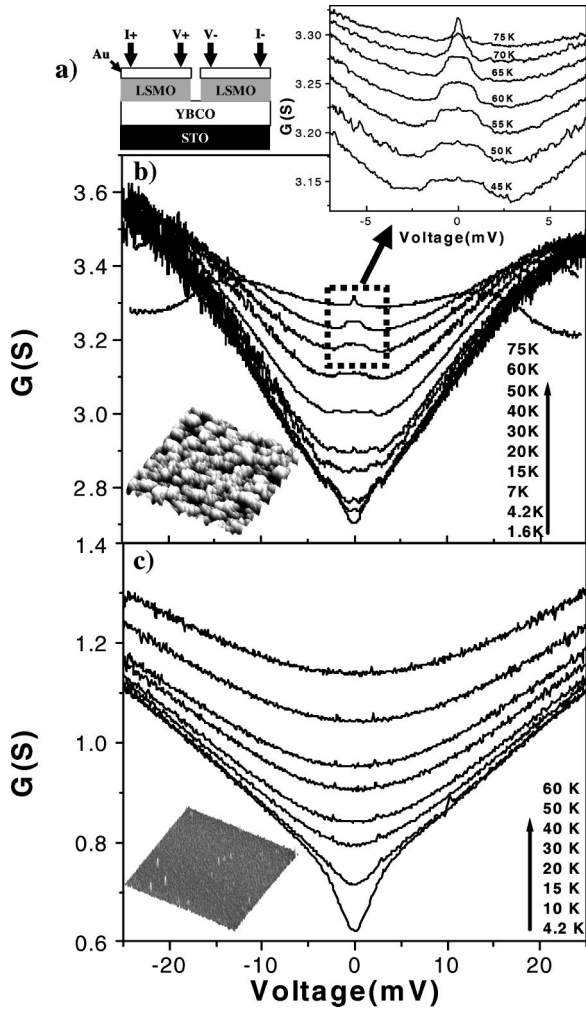 a)
I+ V+ V- I-
Au
LSMO LSMO
YBCO
STO
G(S)
3.30
3.25
3.20
3.15
75 K
70 K
65 K
60 K
55 K
50 K
45 K
-5 0 5
Voltage(mV)
b)
G(S)
3.6
3.4
3.2
3.0
2.8
75K
60K
50K
40K
30K
20K
15K
7K
4.2K
1.6K
c)
G(S)
1.4
1.2
1.0
0.8
0.6
60 K
50 K
40 K
30 K
20 K
15 K
10 K
4.2 K
-20 -10 0 10 20
Voltage(mV)